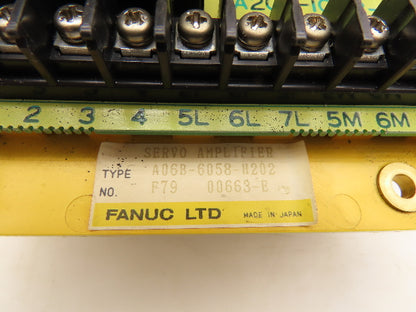 2 3 4 5L 6L 7L 5M 6M
SERVO AMPLIFIER
TYPE A06B-6058-H202
NO. F79 00663-E
FANUC LTD MADE IN JAPAN